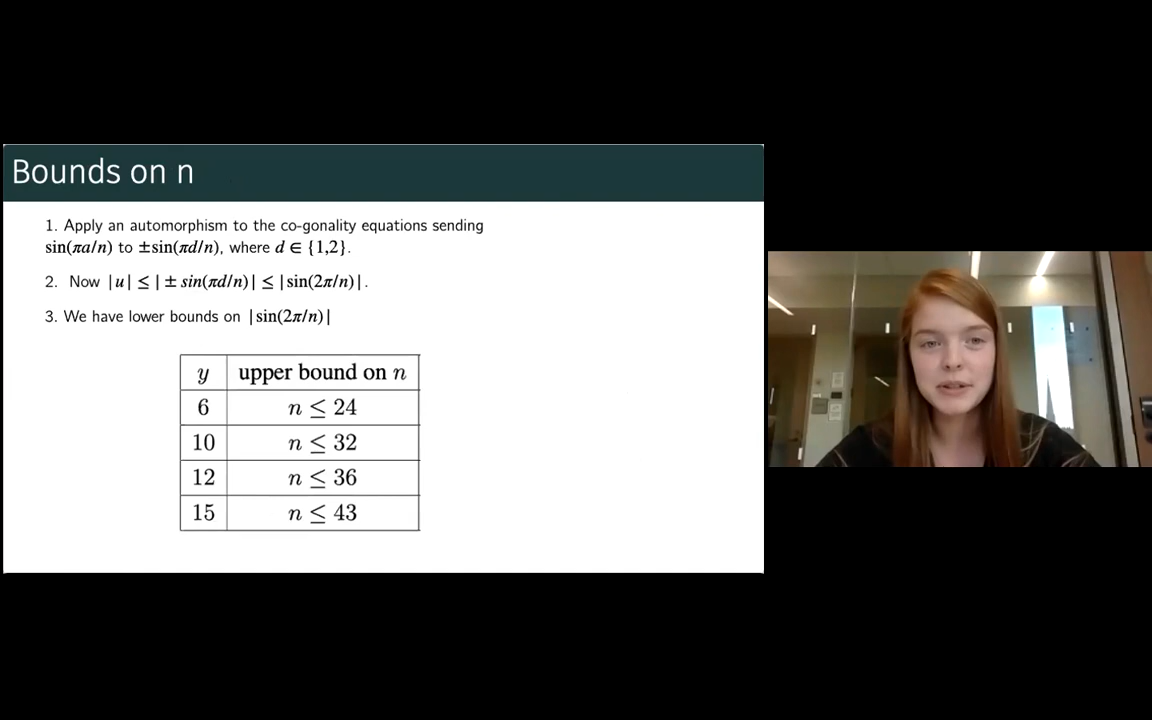 Bounds on n
1. Apply an automorphism to the co-gonality equations sending
sin(πa/n) to ±sin(πd/n), where d ∈ {1,2}.
2. Now |u| ≤ | ± sin(πd/n)| ≤ |sin(2π/n)|.
3. We have lower bounds on |sin(2π/n)|
y upper bound on n
6 n ≤ 24
10 n ≤ 32
12 n ≤ 36
15 n ≤ 43